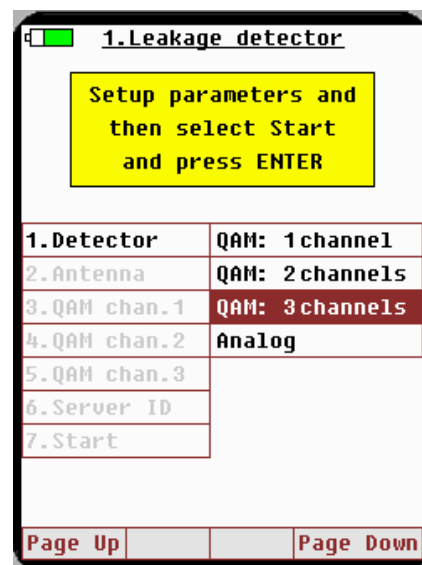 1.Leakage detector
Setup parameters and
then select Start
and press ENTER
1.Detector QAM: 1 channel
2.Antenna QAM: 2 channels
3.QAM chan.1 QAM: 3 channels
4.QAM chan.2 Analog
5.QAM chan.3
6.Server ID
7.Start
Page Up Page Down